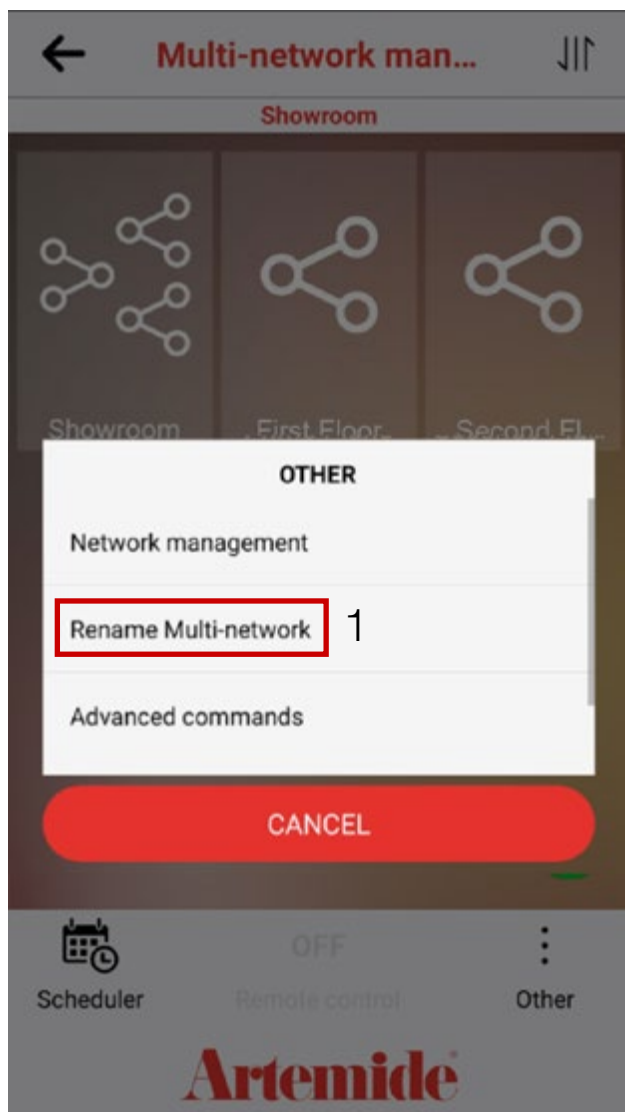 Multi-network man...
Showroom
Showroom
First Floor
Second Fl...
OTHER
Network management
Rename Multi-network
1
Advanced commands
CANCEL
OFF
Scheduler
Remote control
Other
Artemide